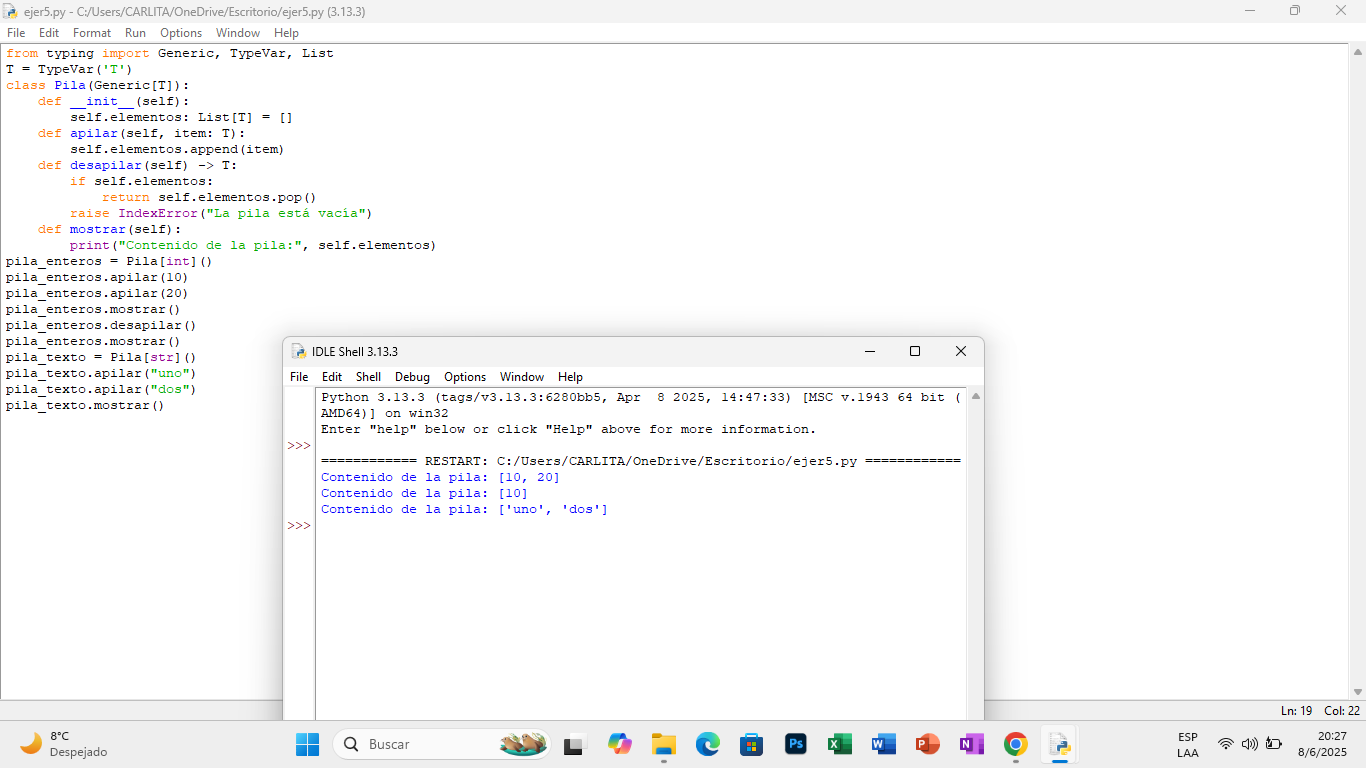 ejer5.py - C:/Users/CARLITA/OneDrive/Escritorio/ejer5.py (3.13.3)
File Edit Format Run Options Window Help
from typing import Generic, TypeVar, List
T = TypeVar('T')
class Pila(Generic[T]):
    def __init__(self):
        self.elementos: List[T] = []
    def apilar(self, item: T):
        self.elementos.append(item)
    def desapilar(self) -> T:
        if self.elementos:
            return self.elementos.pop()
        raise IndexError("La pila está vacía")
    def mostrar(self):
        print("Contenido de la pila:", self.elementos)
pila_enteros = Pila[int]()
pila_enteros.apilar(10)
pila_enteros.apilar(20)
pila_enteros.mostrar()
pila_enteros.desapilar()
pila_enteros.mostrar()
pila_texto = Pila[str]()
pila_texto.apilar("uno")
pila_texto.apilar("dos")
pila_texto.mostrar()
IDLE Shell 3.13.3
File Edit Shell Debug Options Window Help
Python 3.13.3 (tags/v3.13.3:6280bb5, Apr  8 2025, 14:47:33) [MSC v.1943 64 bit (
AMD64)] on win32
Enter "help" below or click "Help" above for more information.
>>>
============ RESTART: C:/Users/CARLITA/OneDrive/Escritorio/ejer5.py ============
Contenido de la pila: [10, 20]
Contenido de la pila: [10]
Contenido de la pila: ['uno', 'dos']
>>>
Ln: 19 Col: 22
8°C
Despejado
Buscar
Ps
ESP
LAA
20:27
8/6/2025